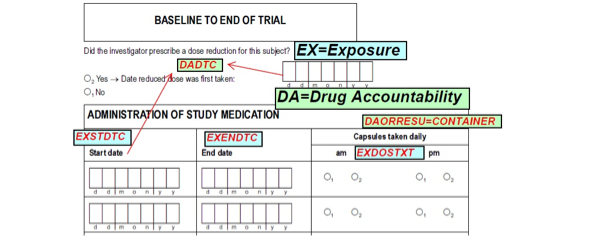 BASELINE TO END OF TRIAL
Did the investigator prescribe a dose reduction for this subject? EX=Exposure
DADTC
O₂ Yes → Date reduced dose was first taken:
d d m o n y y
O₁ No
DA=Drug Accountability
ADMINISTRATION OF STUDY MEDICATION
DAORRESU=CONTAINER
EXSTDTC EXENDTC Capsules taken daily
Start date End date am EXDOSTXT pm
O₁ O₂ O₁ O₂
d d m o n y y d d m o n y y
O₁ O₂ O₁ O₂
d d m o n y y d d m o n y y